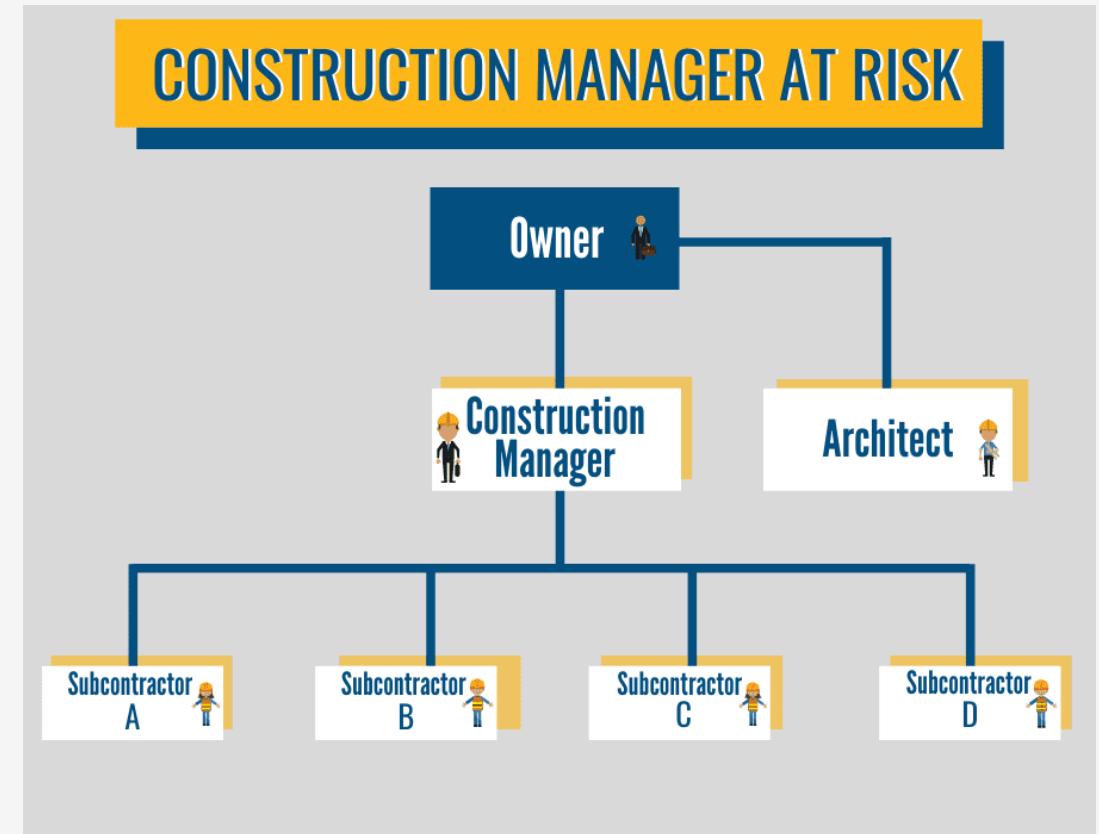 CONSTRUCTION MANAGER AT RISK
Owner
Construction
Manager
Architect
Subcontractor
A
Subcontractor
B
Subcontractor
C
Subcontractor
D